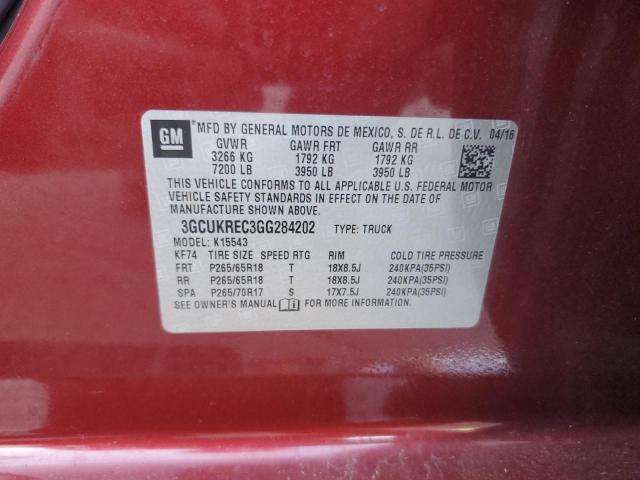 GM
MFD BY GENERAL MOTORS DE MEXICO, S. DE R.L. DE C.V. 04/16
GVWR GAWR FRT GAWR RR
3266 KG 1792 KG 1792 KG
7200 LB 3950 LB 3950 LB
THIS VEHICLE CONFORMS TO ALL APPLICABLE U.S. FEDERAL MOTOR
VEHICLE SAFETY STANDARDS IN EFFECT ON THE DATE OF
MANUFACTURE SHOWN ABOVE.
3GCUKREC3GG284202 TYPE: TRUCK
MODEL: K15543
KF74 TIRE SIZE SPEED RTG RIM COLD TIRE PRESSURE
FRT P265/65R18 T 18X8.5J 240KPA(35PSI)
RR P265/65R18 T 18X8.5J 240KPA(35PSI)
SPA P265/70R17 S 17X7.5J 240KPA(35PSI)
SEE OWNER'S MANUAL FOR MORE INFORMATION.